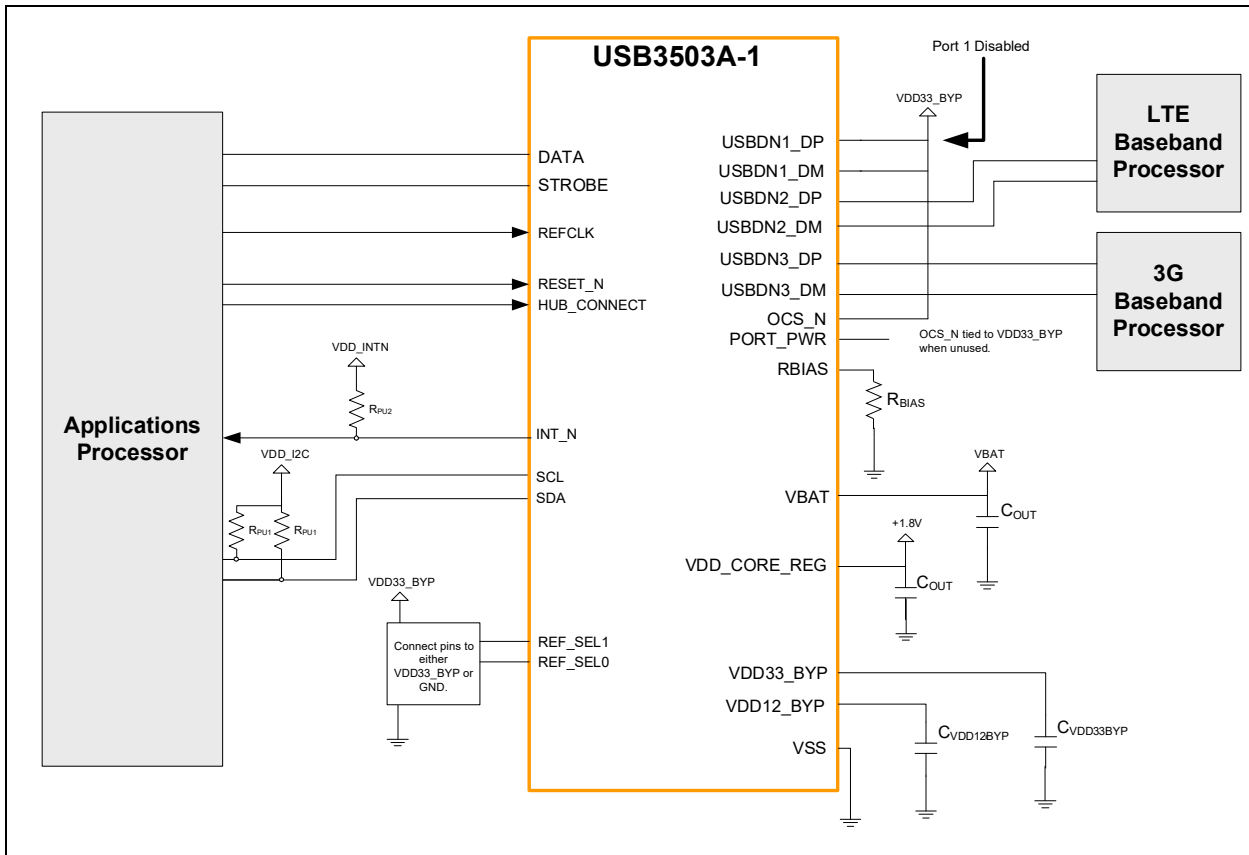 USB3503A-1
Port 1 Disabled
VDD33_BYP
LTE
Baseband
Processor
3G
Baseband
Processor
Applications
Processor
DATA
STROBE
REFCLK
RESET_N
HUB_CONNECT
VDD_INTN
RPU2
INT_N
VDD_I2C
SCL
SDA
RPU1
RPU1
VDD33_BYP
Connect pins to
either
VDD33_BYP or
GND.
REF_SEL1
REF_SEL0
USBDN1_DP
USBDN1_DM
USBDN2_DP
USBDN2_DM
USBDN3_DP
USBDN3_DM
OCS_N
PORT_PWR
OCS_N tied to VDD33_BYP
when unused.
RBIAS
RBIAS
VBAT
VBAT
COUT
+1.8V
VDD_CORE_REG
COUT
VDD33_BYP
VDD12_BYP
CVDD12BYP
CVDD33BYP
VSS